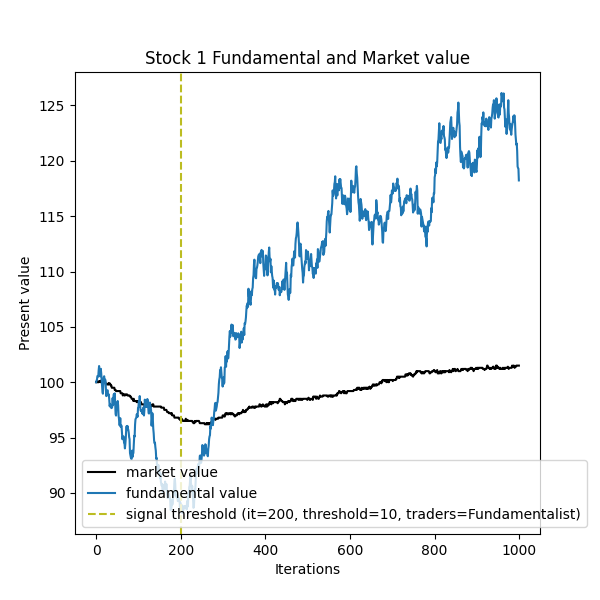 Stock 1 Fundamental and Market value
Present value
125
120
115
110
105
100
95
90
market value
fundamental value
signal threshold (it=200, threshold=10, traders=Fundamentalist)
0 200 400 600 800 1000
Iterations